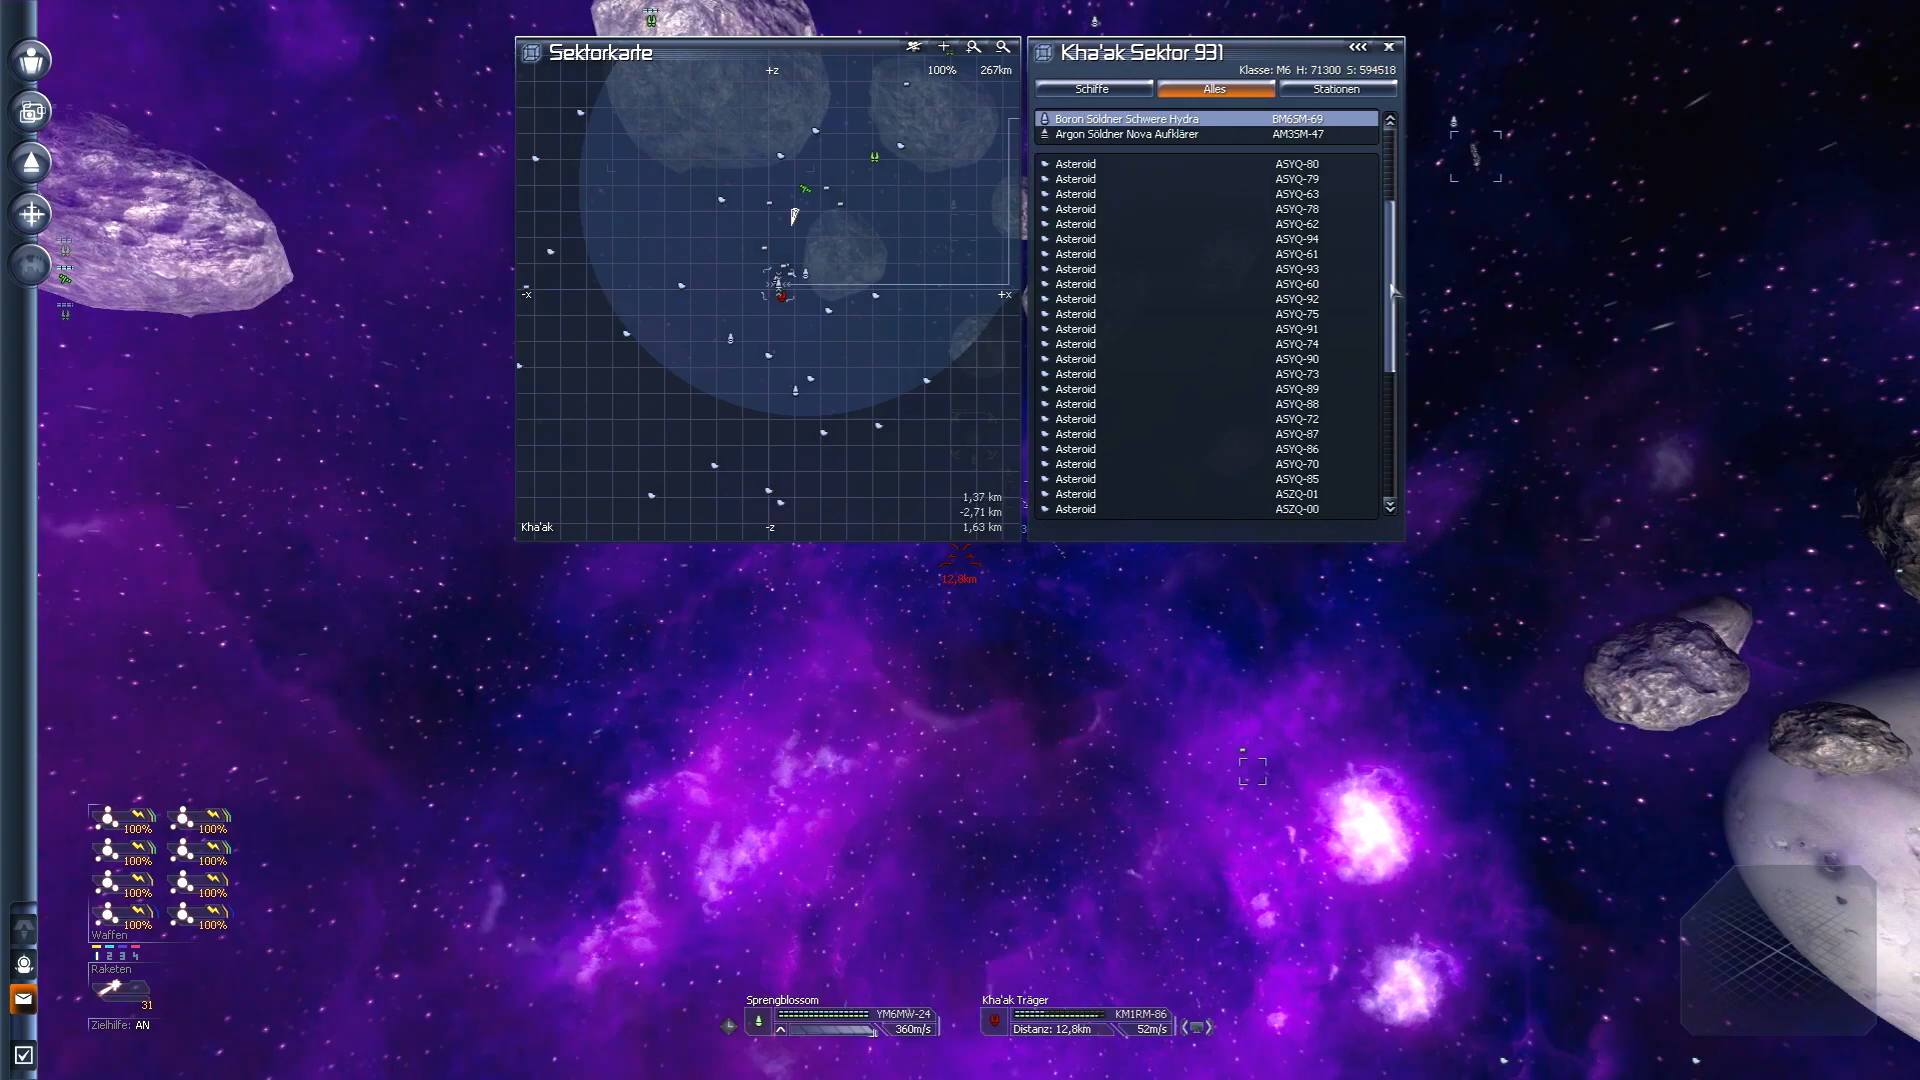 Sektorkarte
100% 267km
+z
-x
+x
1,37 km
-2,71 km
1,63 km
Kha'ak
-z
Kha'ak Sektor 931
Klasse: M6 H: 71300 S: 594518
Schiffe Alles Stationen
Boron Söldner Schwere Hydra BM6SM-69
Argon Söldner Nova Aufklärer AM3SM-47
Asteroid ASYQ-80
Asteroid ASYQ-79
Asteroid ASYQ-63
Asteroid ASYQ-78
Asteroid ASYQ-62
Asteroid ASYQ-94
Asteroid ASYQ-61
Asteroid ASYQ-93
Asteroid ASYQ-60
Asteroid ASYQ-92
Asteroid ASYQ-75
Asteroid ASYQ-91
Asteroid ASYQ-74
Asteroid ASYQ-90
Asteroid ASYQ-73
Asteroid ASYQ-89
Asteroid ASYQ-88
Asteroid ASYQ-72
Asteroid ASYQ-87
Asteroid ASYQ-86
Asteroid ASYQ-70
Asteroid ASYQ-85
Asteroid ASZQ-01
Asteroid ASZQ-00
12,8km
100% 100%
100% 100%
100% 100%
100% 100%
Waffen
1 2 3 4
Raketen
31
Zielhilfe: AN
Sprengblossom
YM6MW-24
360m/s
Kha'ak Träger
KM1RM-86
Distanz: 12,8km 52m/s